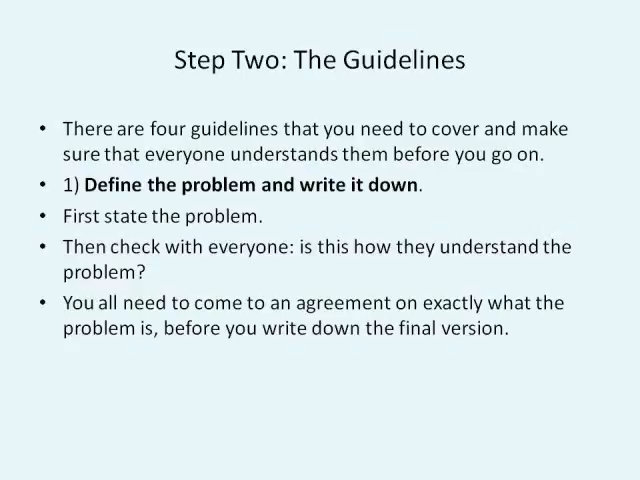 Step Two: The Guidelines
• There are four guidelines that you need to cover and make
sure that everyone understands them before you go on.
• 1) Define the problem and write it down.
• First state the problem.
• Then check with everyone: is this how they understand the
problem?
• You all need to come to an agreement on exactly what the
problem is, before you write down the final version.